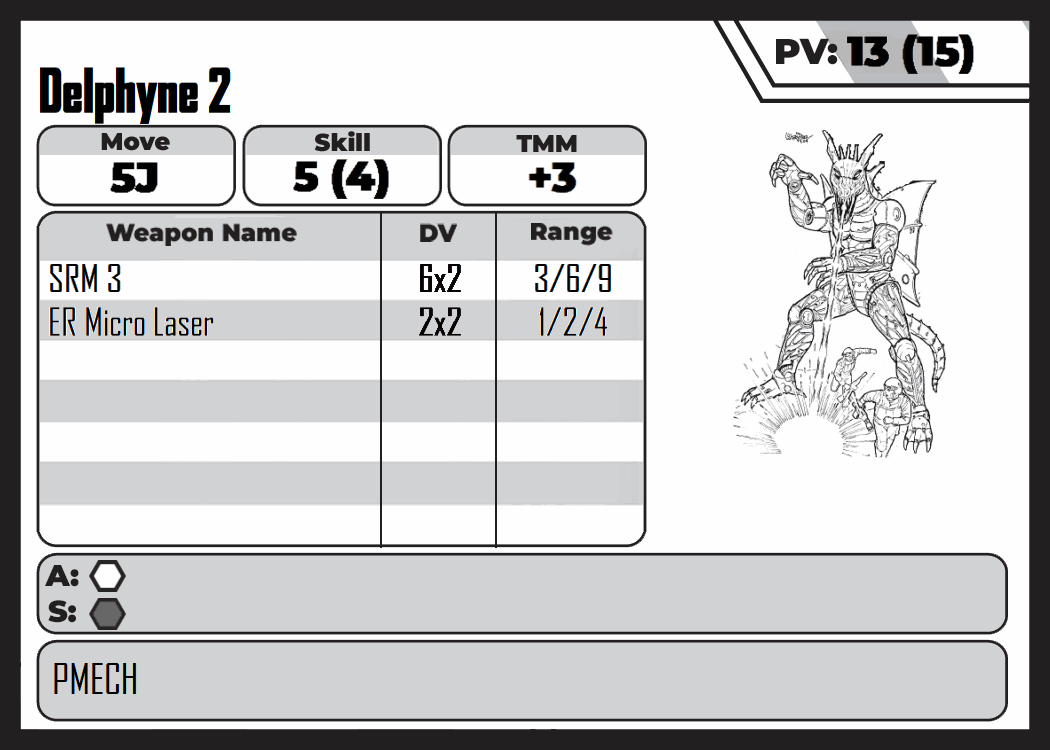 PV: 13 (15)
Delphyne 2
Move Skill TMM
5J 5 (4) +3
Weapon Name DV Range
SRM 3 6x2 3/6/9
ER Micro Laser 2x2 1/2/4
A:
S:
PMECH